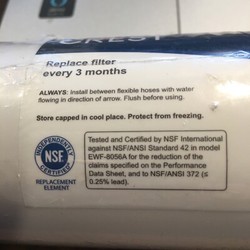 CREST
Replace filter
every 3 months
ALWAYS: Install between flexible hoses with water
flowing in direction of arrow. Flush before using.
Store capped in cool place. Protect from freezing.
INDEPENDENTLY
NSF
CERTIFIED
REPLACEMENT
ELEMENT
Tested and Certified by NSF International
against NSF/ANSI Standard 42 in model
EWF-8056A for the reduction of the
claims specified on the Performance
Data Sheet, and to NSF/ANSI 372 (≤
0.25% lead).